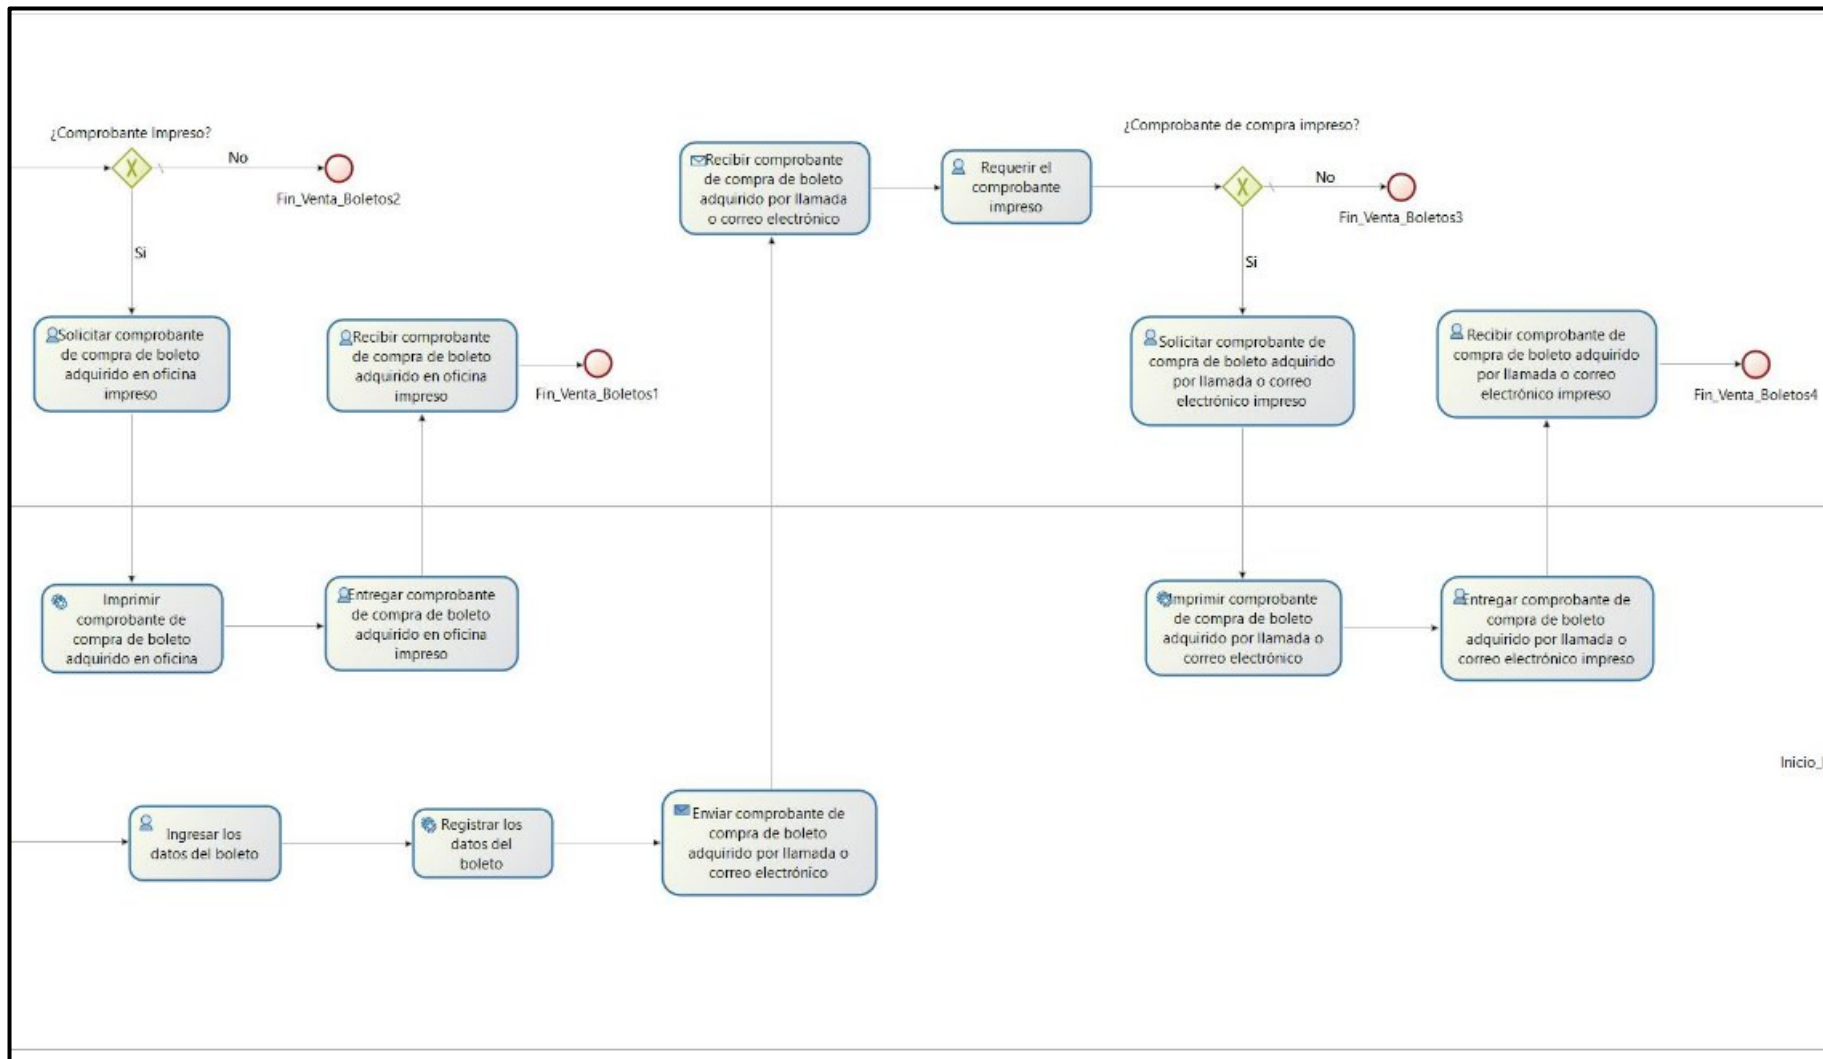 ¿Comprobante Impreso?
No
Fin_Venta_Boletos2
Si
Solicitar comprobante
de compra de boleto
adquirido en oficina
impreso
Recibir comprobante
de compra de boleto
adquirido en oficina
impreso
Fin_Venta_Boletos1
Imprimir
comprobante de
compra de boleto
adquirido en oficina
Entregar comprobante
de compra de boleto
adquirido en oficina
impreso
Ingresar los
datos del boleto
Registrar los
datos del
boleto
Enviar comprobante de
compra de boleto
adquirido por llamada o
correo electrónico
Recibir comprobante
de compra de boleto
adquirido por llamada
o correo electrónico
Requerir el
comprobante
impreso
¿Comprobante de compra impreso?
No
Fin_Venta_Boletos3
Si
Solicitar comprobante de
compra de boleto adquirido
por llamada o correo
electrónico impreso
Recibir comprobante de
compra de boleto adquirido
por llamada o correo
electrónico impreso
Fin_Venta_Boletos4
Imprimir comprobante
de compra de boleto
adquirido por llamada o
correo electrónico
Entregar comprobante de
compra de boleto
adquirido por llamada o
correo electrónico impreso
Inicio_